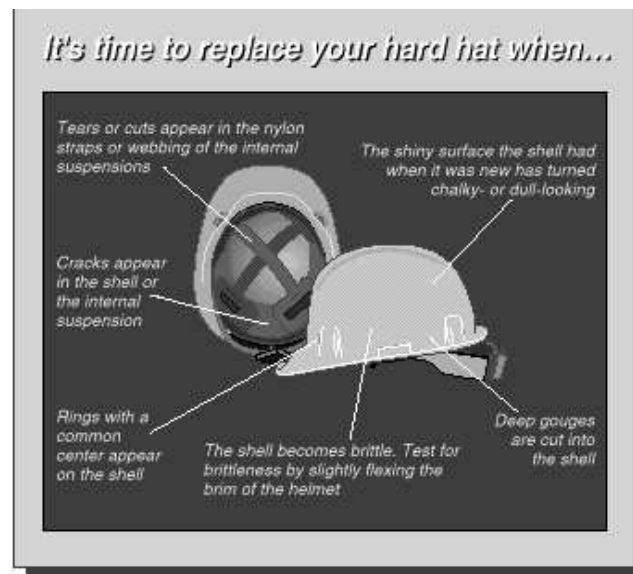 It's time to replace your hard hat when...
Tears or cuts appear in the nylon
straps or webbing of the internal
suspensions
The shiny surface the shell had
when it was new has turned
chalky- or dull-looking
Cracks appear
in the shell or
the internal
suspension
Rings with a
common
center appear
on the shell
The shell becomes brittle. Test for
brittleness by slightly flexing the
brim of the helmet
Deep gouges
are cut into
the shell